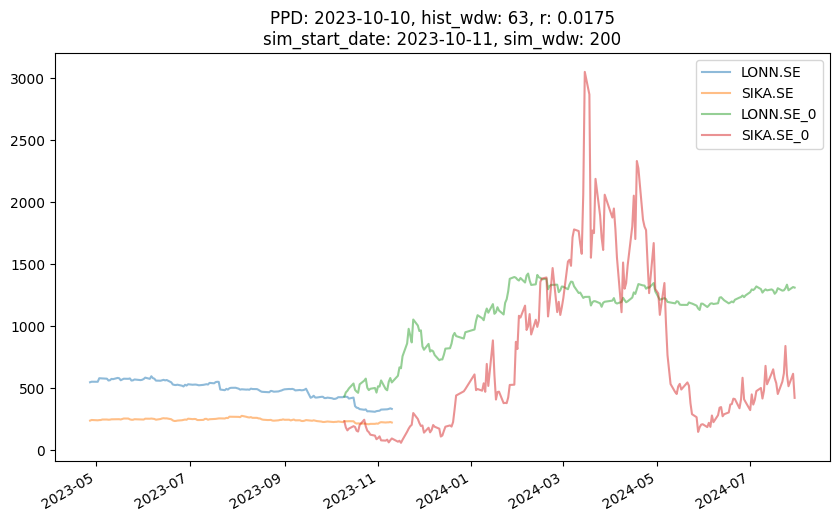 PPD: 2023-10-10, hist_wdw: 63, r: 0.0175
sim_start_date: 2023-10-11, sim_wdw: 200
LONN.SE
SIKA.SE
LONN.SE_0
SIKA.SE_0
3000
2500
2000
1500
1000
500
0
2023-05
2023-07
2023-09
2023-11
2024-01
2024-03
2024-05
2024-07